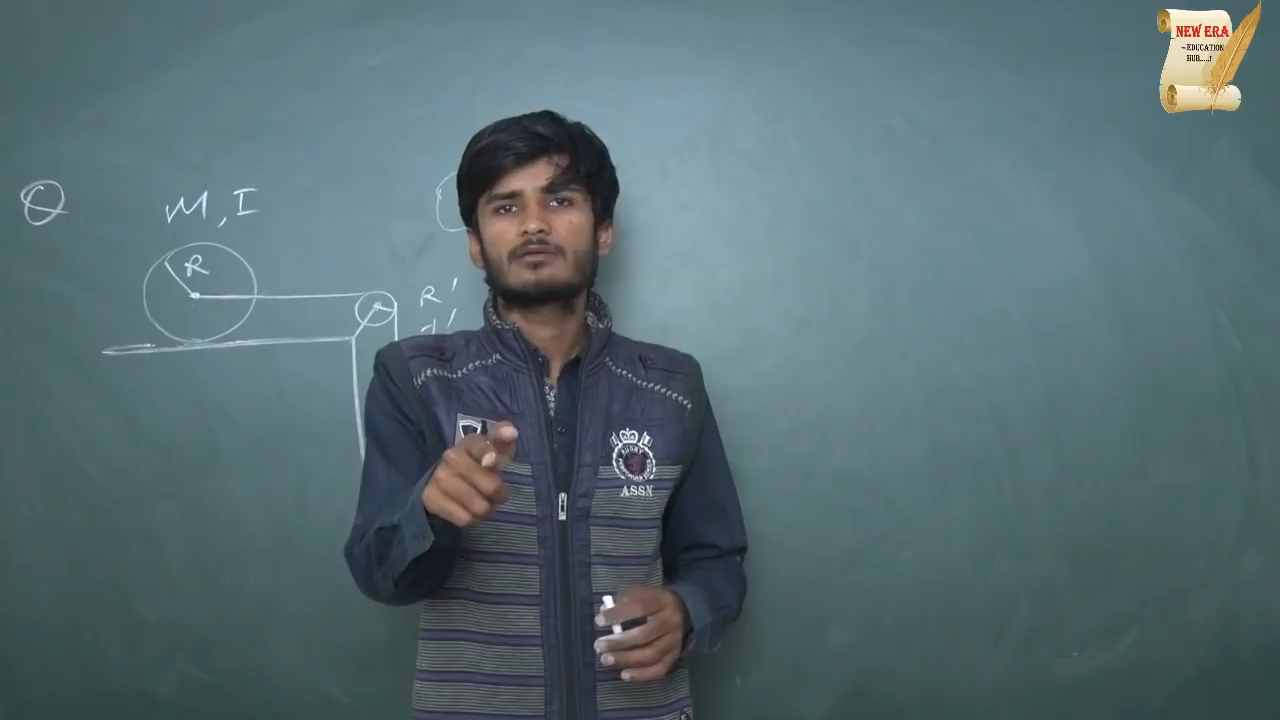 NEW ERA
~EDUCATION
HUB.....!
Q
M, I
R
R'
I'
ASSN